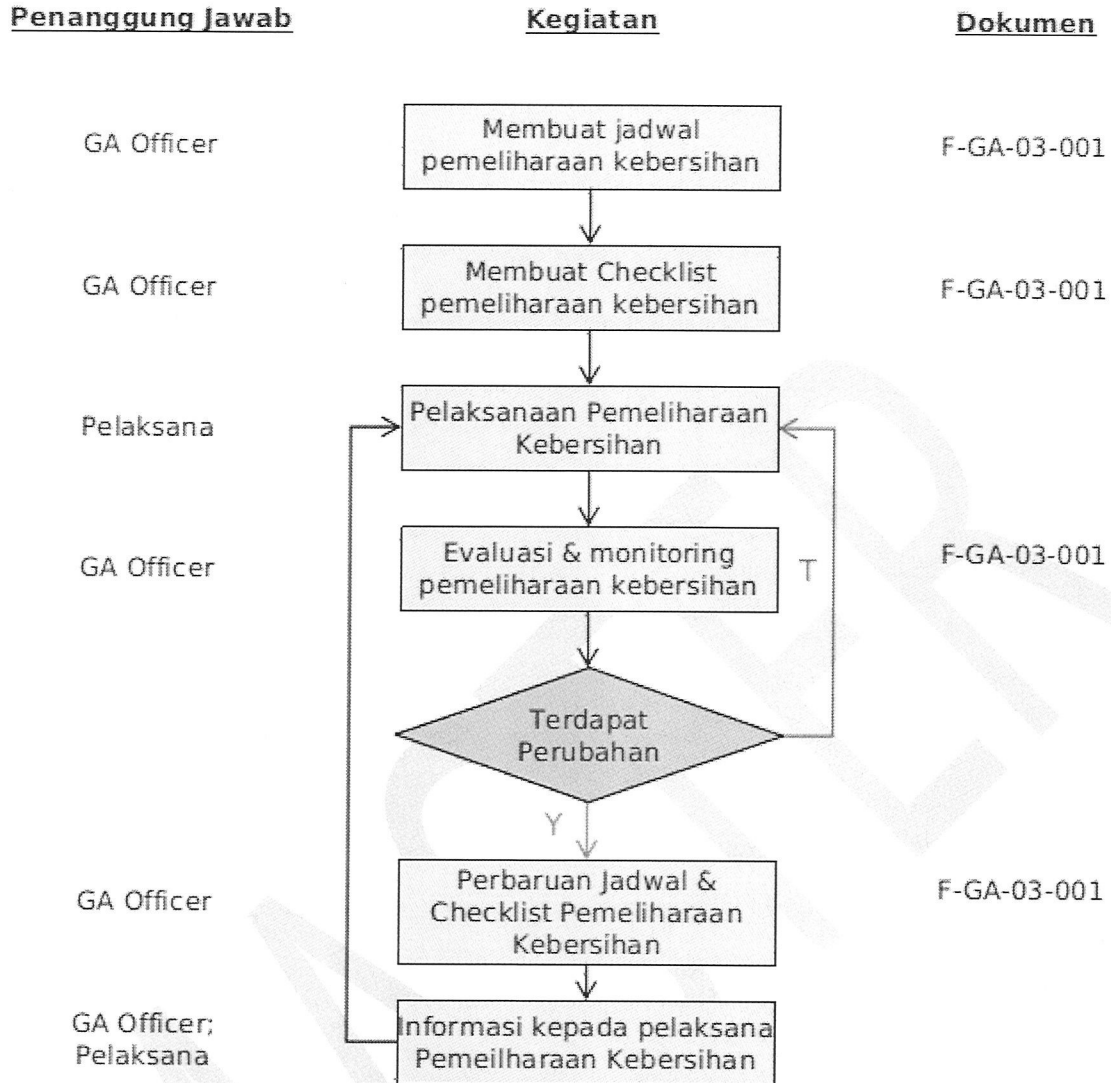 Penanggung Jawab
Kegiatan
Dokumen
GA Officer
Membuat jadwal
pemeliharaan kebersihan
F-GA-03-001
GA Officer
Membuat Checklist
pemeliharaan kebersihan
F-GA-03-001
Pelaksana
Pelaksanaan Pemeliharaan
Kebersihan
GA Officer
Evaluasi & monitoring
pemeliharaan kebersihan
F-GA-03-001
T
Terdapat
Perubahan
Y
GA Officer
Perbaruan Jadwal &
Checklist Pemeliharaan
Kebersihan
F-GA-03-001
GA Officer;
Pelaksana
Informasi kepada pelaksana
Pemeilharaan Kebersihan